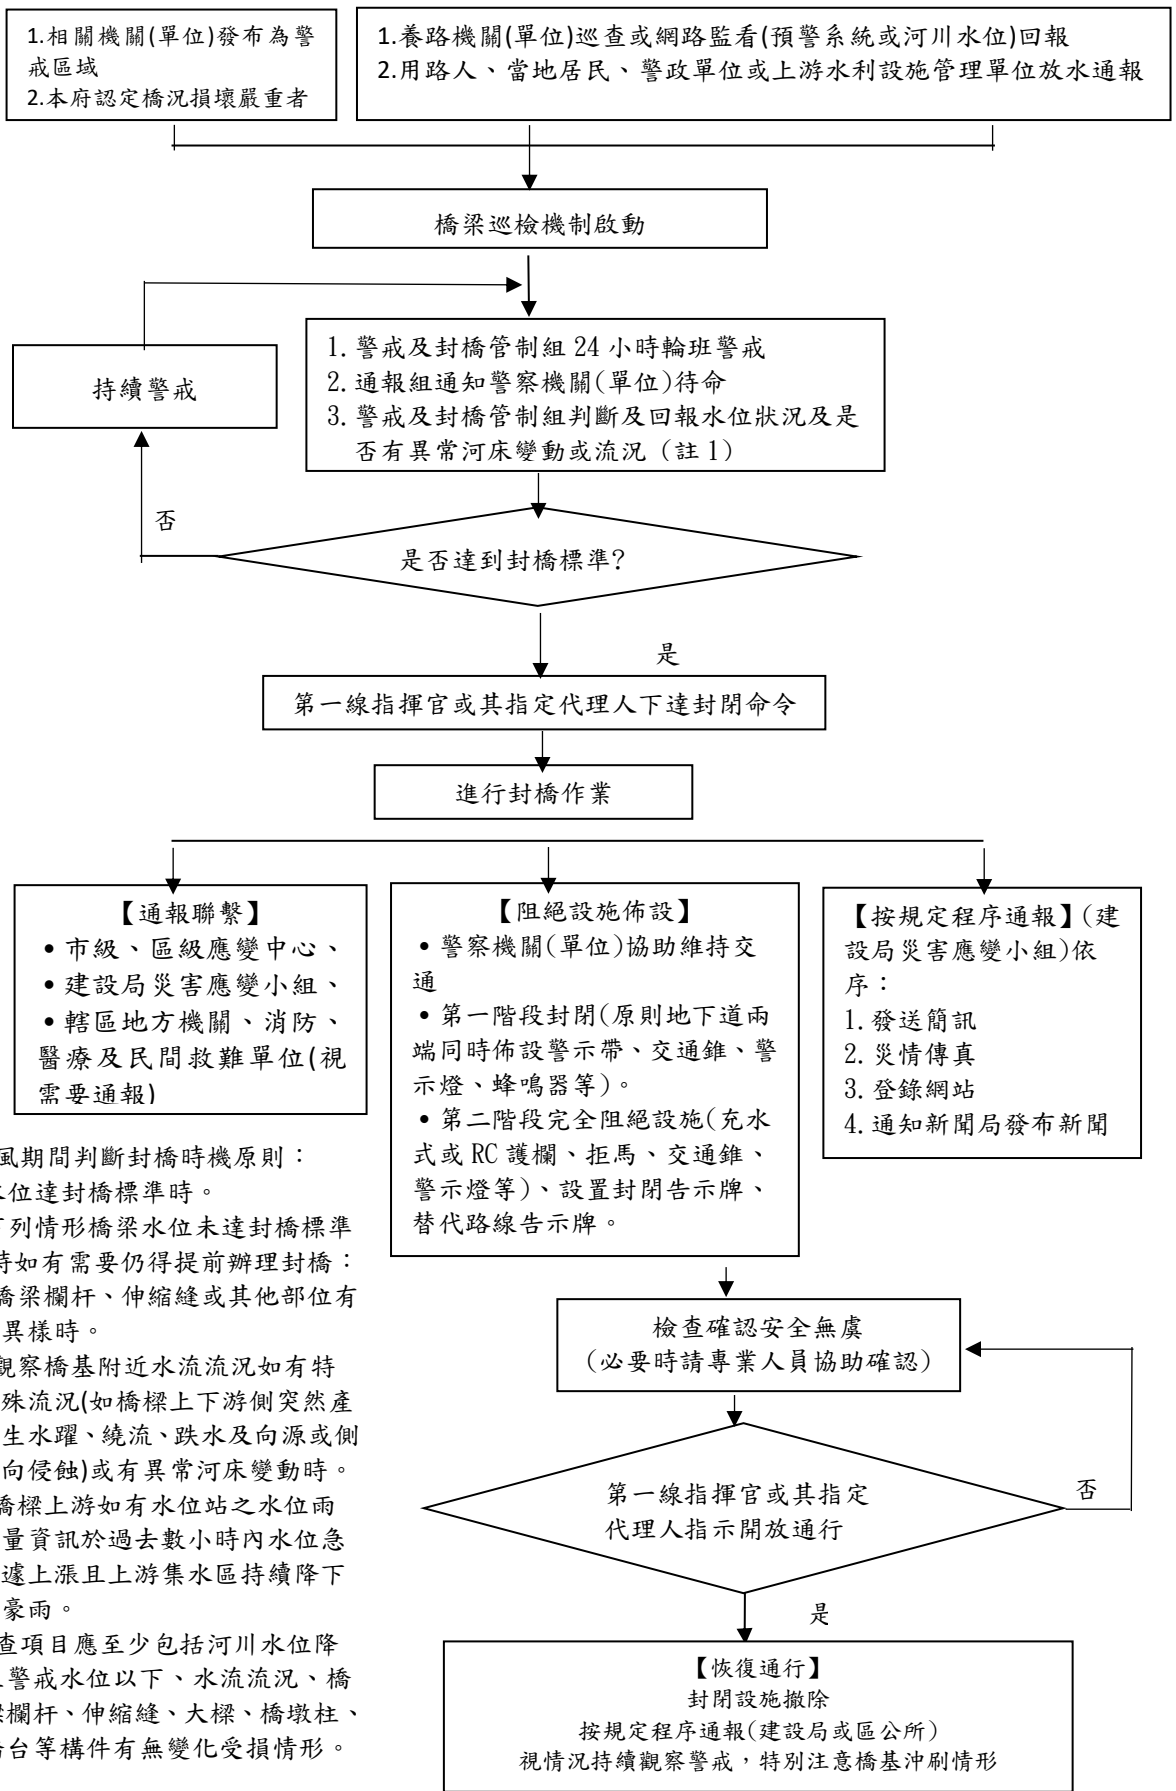 1.相關機關(單位)發布為警
戒區域
2.本府認定橋況損壞嚴重者
1.養路機關(單位)巡查或網路監看(預警系統或河川水位)回報
2.用路人、當地居民、警政單位或上游水利設施管理單位放水通報
橋梁巡檢機制啟動
持續警戒
1. 警戒及封橋管制組 24 小時輪班警戒
2. 通報組通知警察機關(單位)待命
3. 警戒及封橋管制組判斷及回報水位狀況及是
否有異常河床變動或流況（註 1）
否
是否達到封橋標準?
是
第一線指揮官或其指定代理人下達封閉命令
進行封橋作業
【通報聯繫】
• 市級、區級應變中心、
• 建設局災害應變小組、
• 轄區地方機關、消防、
醫療及民間救難單位(視
需要通報)
【阻絕設施佈設】
• 警察機關(單位)協助維持交
通
• 第一階段封閉(原則地下道兩
端同時佈設警示帶、交通錐、警
示燈、蜂鳴器等)。
• 第二階段完全阻絕設施(充水
式或 RC 護欄、拒馬、交通錐、
警示燈等)、設置封閉告示牌、
替代路線告示牌。
【按規定程序通報】(建
設局災害應變小組)依
序：
1. 發送簡訊
2. 災情傳真
3. 登錄網站
4. 通知新聞局發布新聞
風期間判斷封橋時機原則：
水位達封橋標準時。
下列情形橋梁水位未達封橋標準
時如有需要仍得提前辦理封橋：
橋梁欄杆、伸縮縫或其他部位有
異樣時。
觀察橋基附近水流流況如有特
殊流況(如橋樑上下游側突然產
生水躍、繞流、跌水及向源或側
向侵蝕)或有異常河床變動時。
橋樑上游如有水位站之水位雨
量資訊於過去數小時內水位急
遽上漲且上游集水區持續降下
豪雨。
查項目應至少包括河川水位降
警戒水位以下、水流流況、橋
樑欄杆、伸縮縫、大樑、橋墩柱、
橋台等構件有無變化受損情形。
檢查確認安全無虞
（必要時請專業人員協助確認）
第一線指揮官或其指定
代理人指示開放通行
否
是
【恢復通行】
封閉設施撤除
按規定程序通報(建設局或區公所)
視情況持續觀察警戒，特別注意橋基沖刷情形